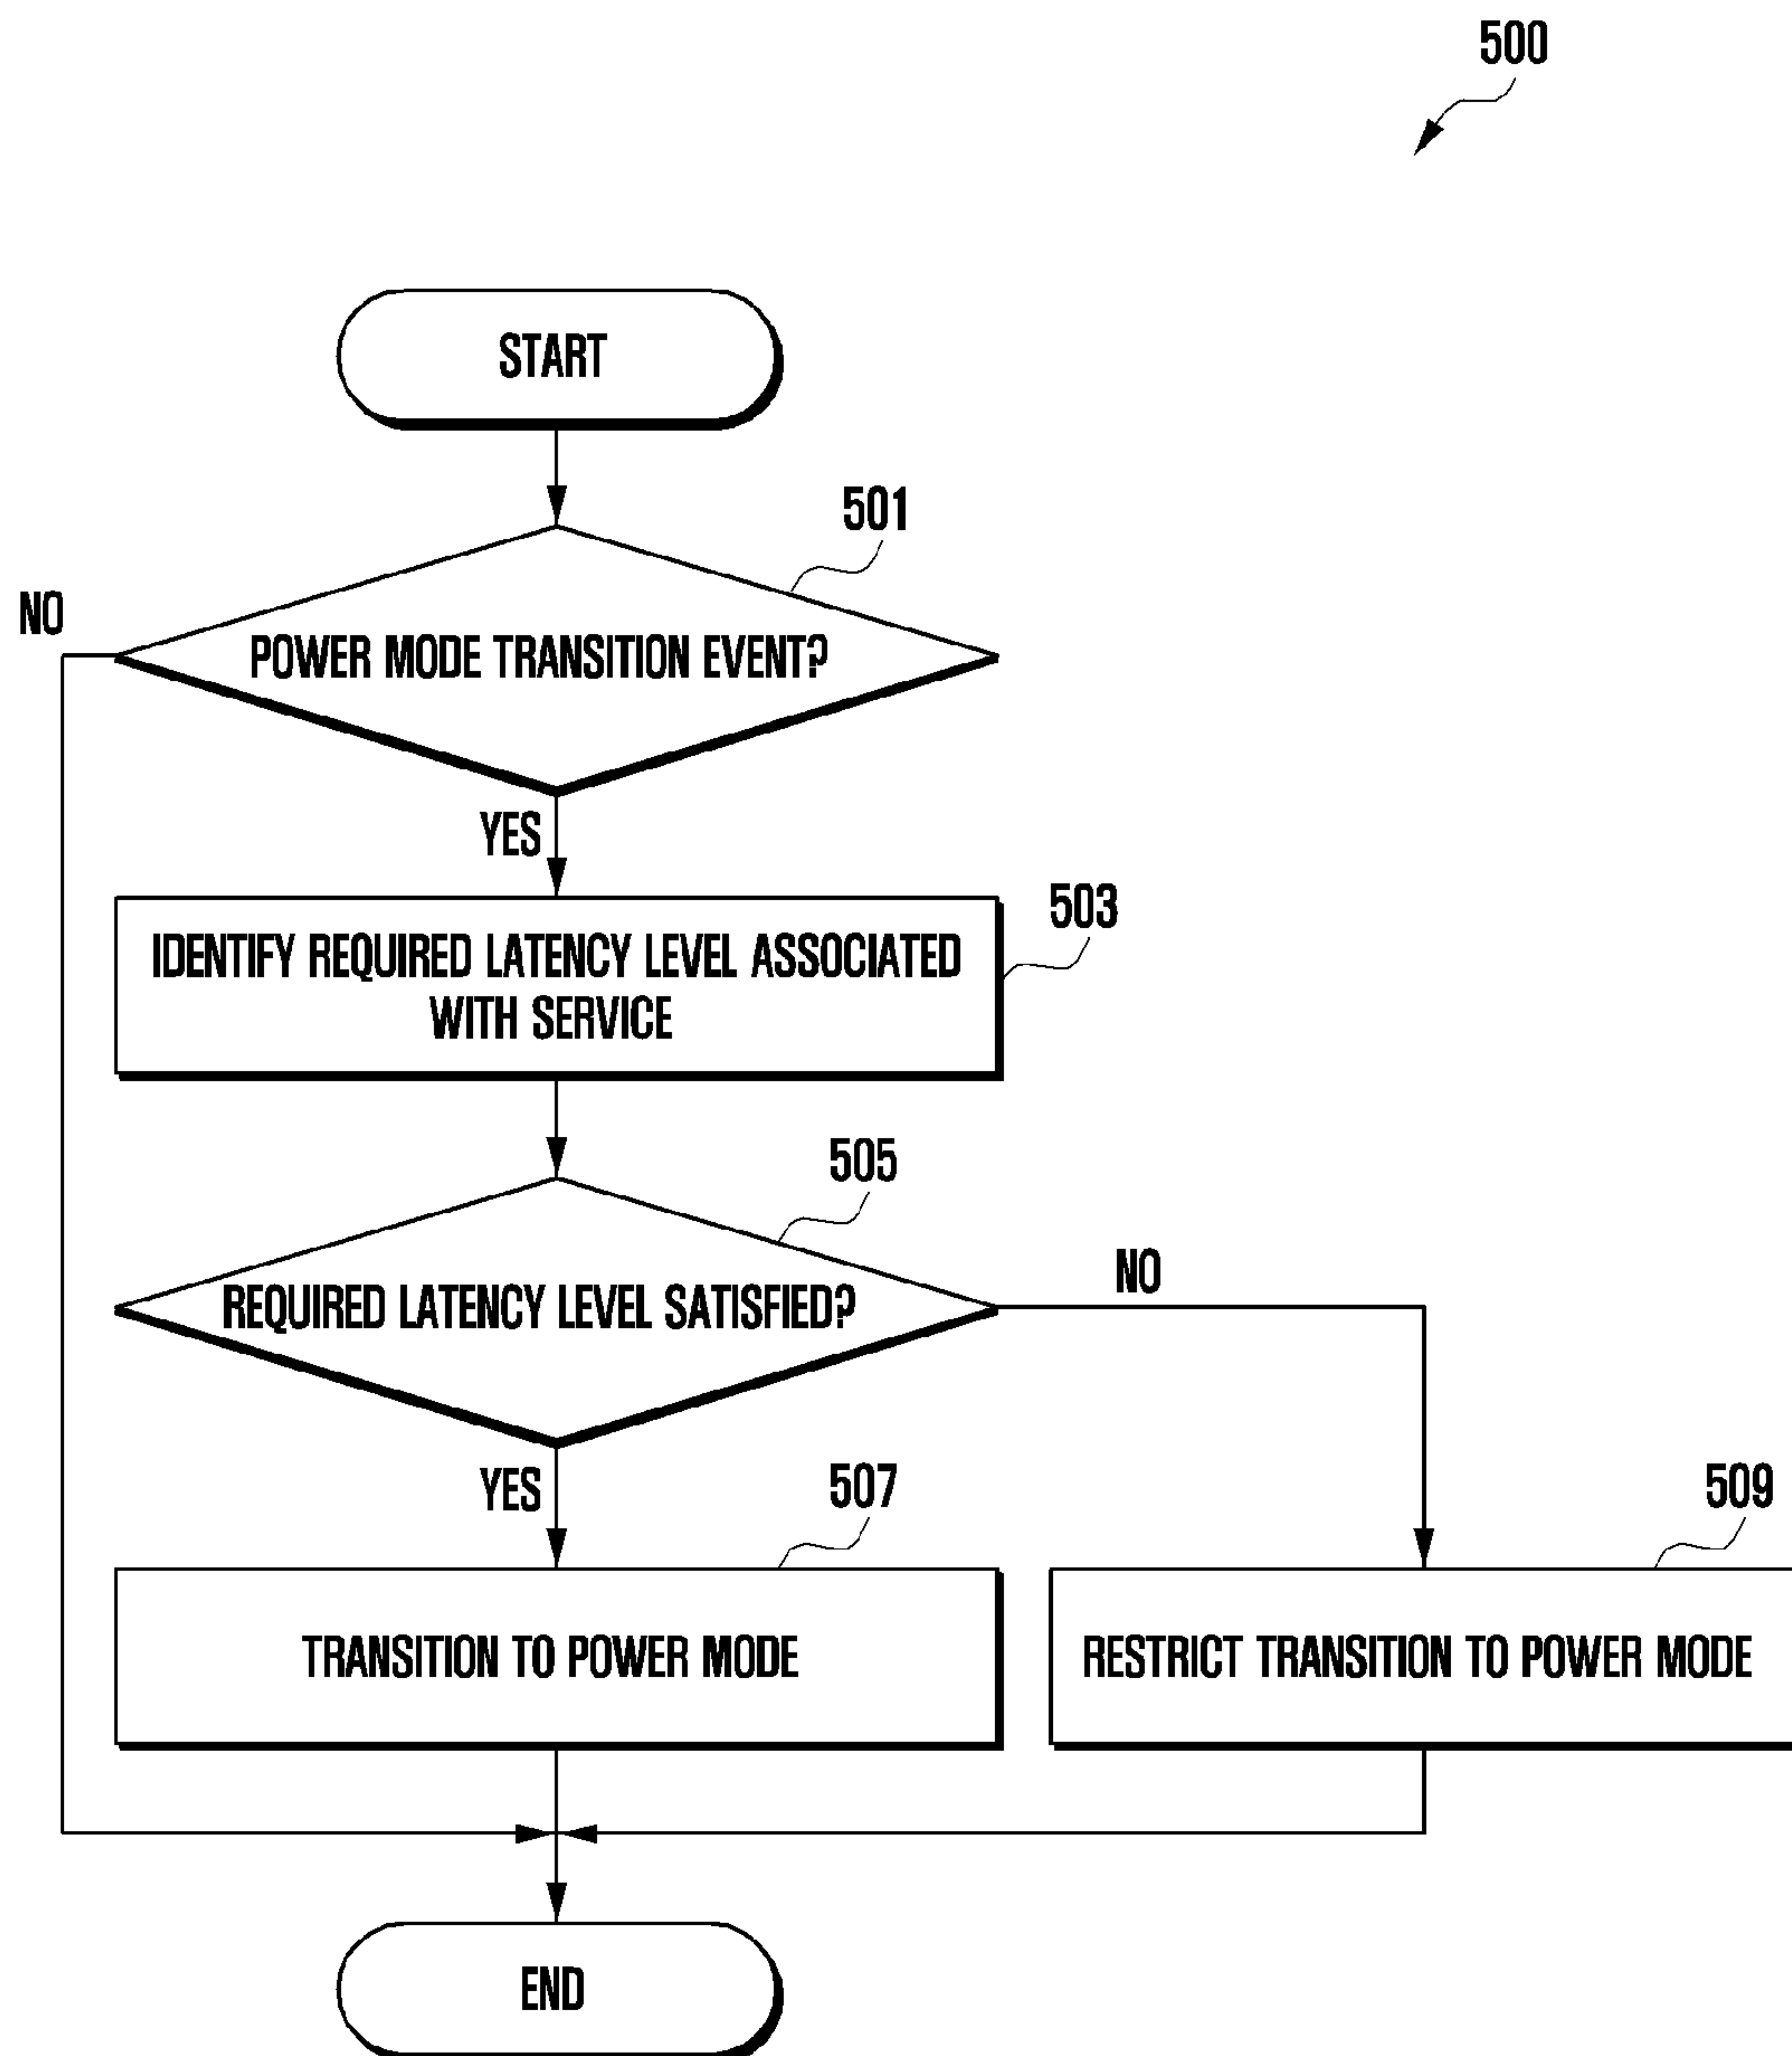 500
START
501
NO
POWER MODE TRANSITION EVENT?
YES
503
IDENTIFY REQUIRED LATENCY LEVEL ASSOCIATED
WITH SERVICE
505
NO
REQUIRED LATENCY LEVEL SATISFIED?
YES
507
509
TRANSITION TO POWER MODE
RESTRICT TRANSITION TO POWER MODE
END